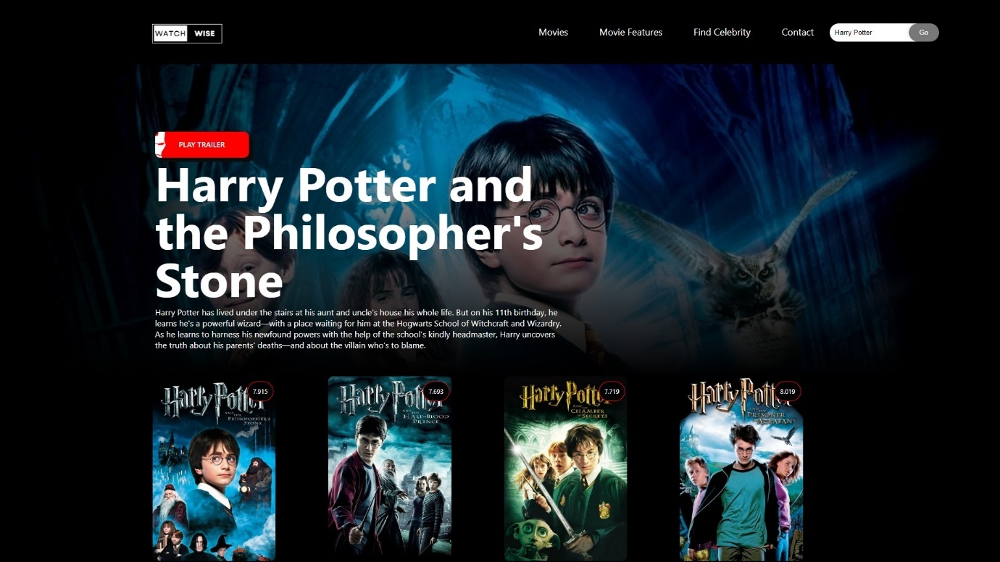 WATCH WISE
Movies
Movie Features
Find Celebrity
Contact
Harry Potter
Go
PLAY TRAILER
Harry Potter and
the Philosopher's
Stone
Harry Potter has lived under the stairs at his aunt and uncle's house his whole life. But on his 11th birthday, he
learns he's a powerful wizard—with a place waiting for him at the Hogwarts School of Witchcraft and Wizardry.
As he learns to harness his newfound powers with the help of the school's kindly headmaster, Harry uncovers
the truth about his parents' deaths—and about the villain who's to blame.
7.915
Harry
AND THE
PHILOSOPHER'S
STONE
7.693
Harry
AND THE
HALF-BLOOD
PRINCE
7.719
Harry
AND THE
CHAMBER
OF SECRETS
8.019
Harry
AND THE
PRISONER
OF AZKABAN